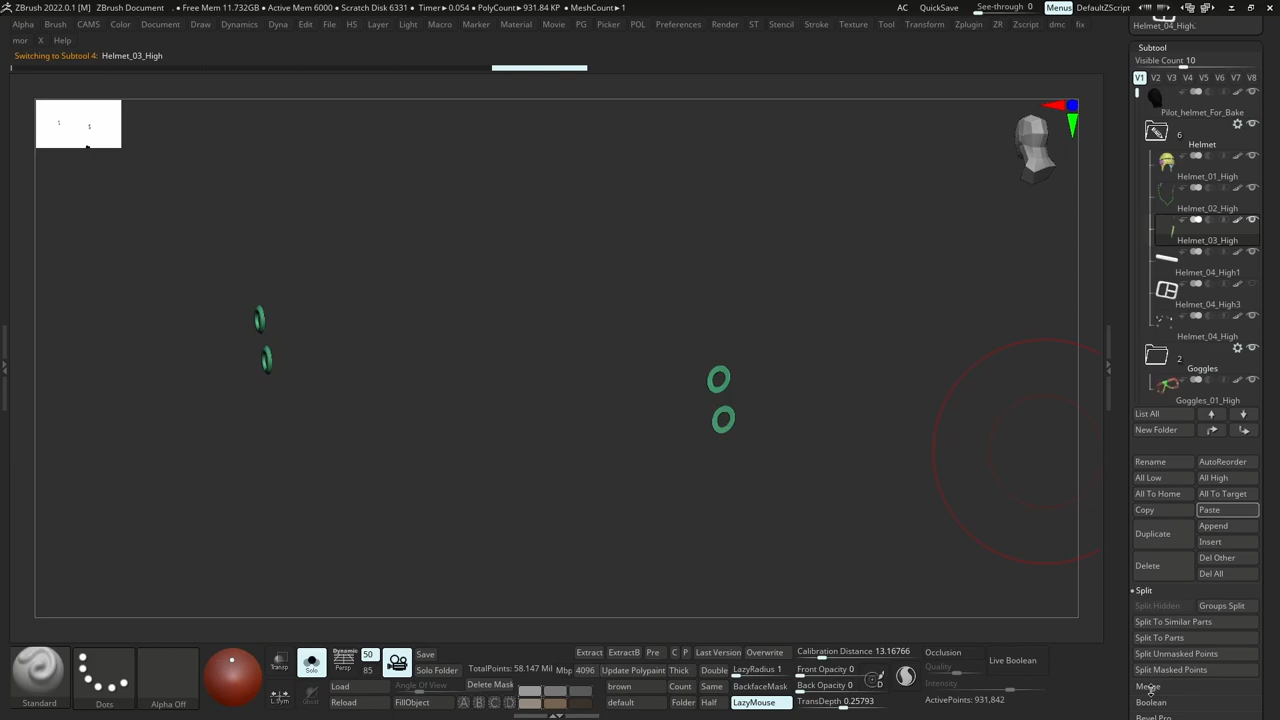 ZBrush 2022.0.1 [M] ZBrush Document . • Free Mem 11.732GB • Active Mem 6000 • Scratch Disk 6331 • Timer▸0.054 • PolyCount▸931.84 KP • MeshCount▸1 AC QuickSave See-through 0 Menus DefaultZScript
Alpha Brush CAMS Color Document Draw Dynamics Dyna Edit File HS Layer Light Macro Marker Material Movie PG Picker POL Preferences Render ST Stencil Stroke Texture Tool Transform Zplugin ZR Zscript dmc fix
mor X Help
Switching to Subtool 4: Helmet_03_High
Helmet_04_High
Subtool
Visible Count 10
V1 V2 V3 V4 V5 V6 V7 V8
Pilot_helmet_For_Bake
6
Helmet
Helmet_01_High
Helmet_02_High
Helmet_03_High
Helmet_04_High1
Helmet_04_High3
Helmet_04_High
2
Goggles
Goggles_01_High
List All
New Folder
Rename AutoReorder
All Low All High
All To Home All To Target
Copy Paste
Duplicate Append
Insert
Delete Del Other
Del All
Split
Split Hidden Groups Split
Split To Similar Parts
Split To Parts
Split Unmasked Points
Split Masked Points
Merge
Boolean
Bevel Pro
Standard
Dots
Alpha Off
Transp
Solo
Dynamic
Persp
50
85
Save
Solo Folder
Load Angle Of View
Reload FillObject
TotalPoints: 58.147 Mil
Delete Mask
A B C D
Extract ExtractB Pre C P Last Version Overwrite
Mbp 4096 Update Polypaint Thick Double LazyRadius 1
brown Count Same BackfaceMask
default Folder Half LazyMouse
Calibration Distance 13.16766
Front Opacity 0
Back Opacity 0
TransDepth 0.25793
D
Occlusion
Quality
Intensity
ActivePoints: 931,842
Live Boolean